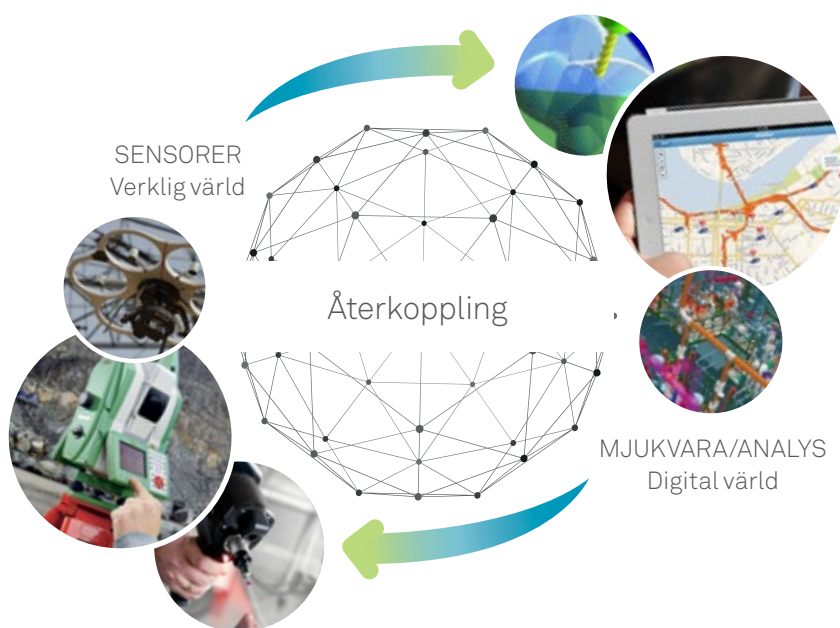 SENSORER
Verklig värld
Återkoppling
MJUKVARA/ANALYS
Digital värld